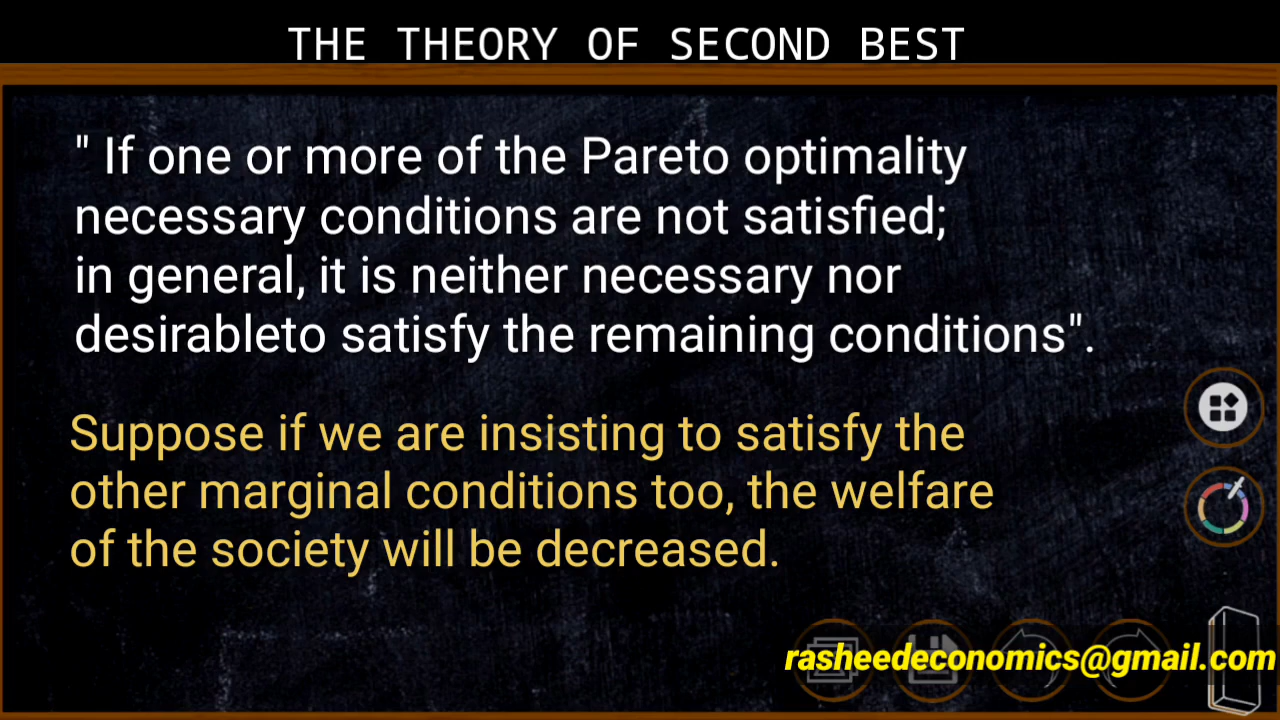 THE THEORY OF SECOND BEST
" If one or more of the Pareto optimality
necessary conditions are not satisfied;
in general, it is neither necessary nor
desirableto satisfy the remaining conditions".
Suppose if we are insisting to satisfy the
other marginal conditions too, the welfare
of the society will be decreased.
rasheedeconomics@gmail.com